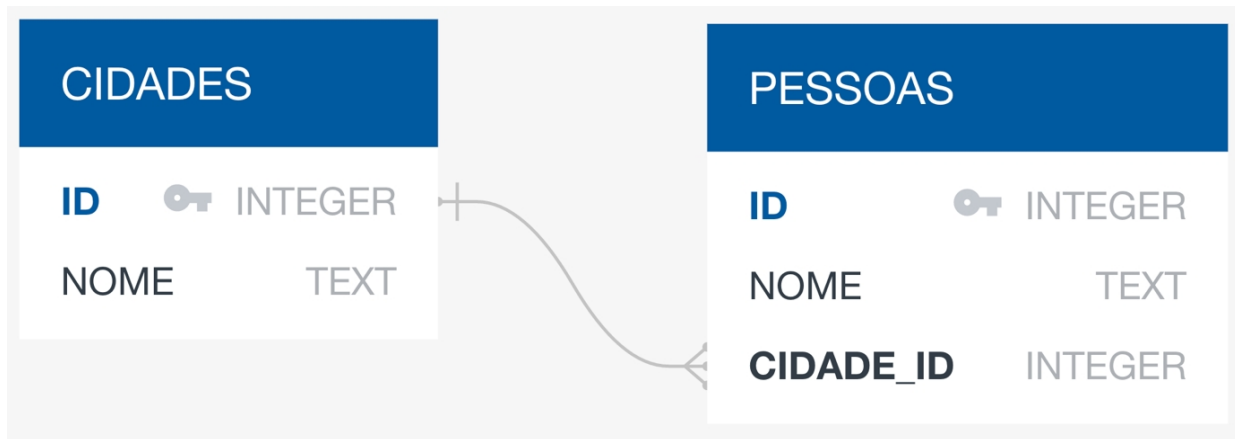 CIDADES
ID INTEGER
NOME TEXT
PESSOAS
ID INTEGER
NOME TEXT
CIDADE_ID INTEGER